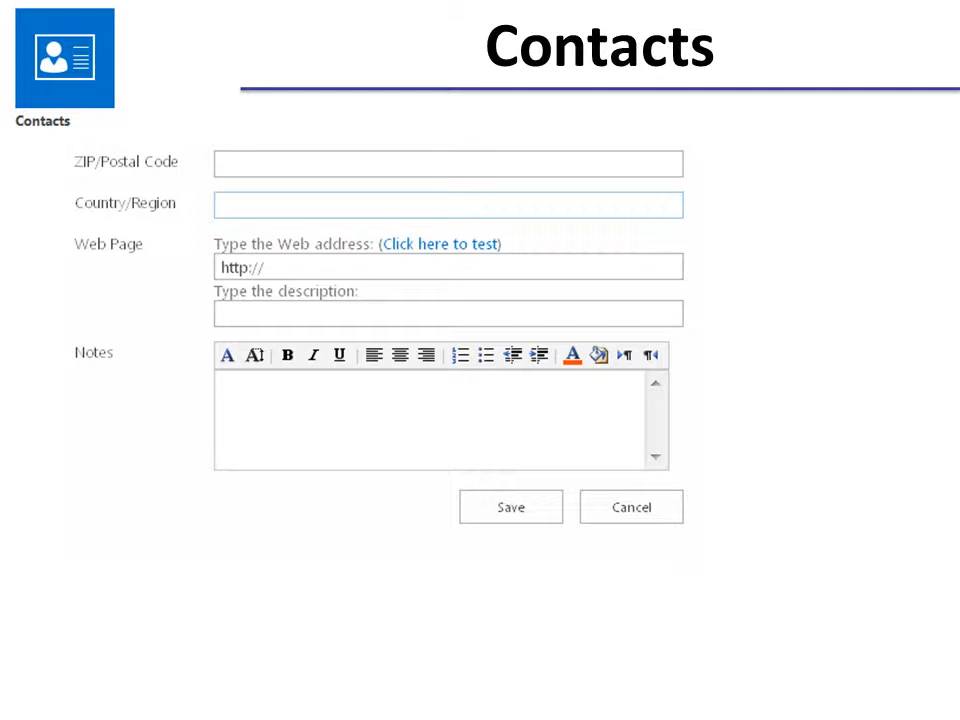 Contacts
Contacts
ZIP/Postal Code
Country/Region
Web Page
Type the Web address: (Click here to test)
http://
Type the description:
Notes
A AI B I U A
Save Cancel